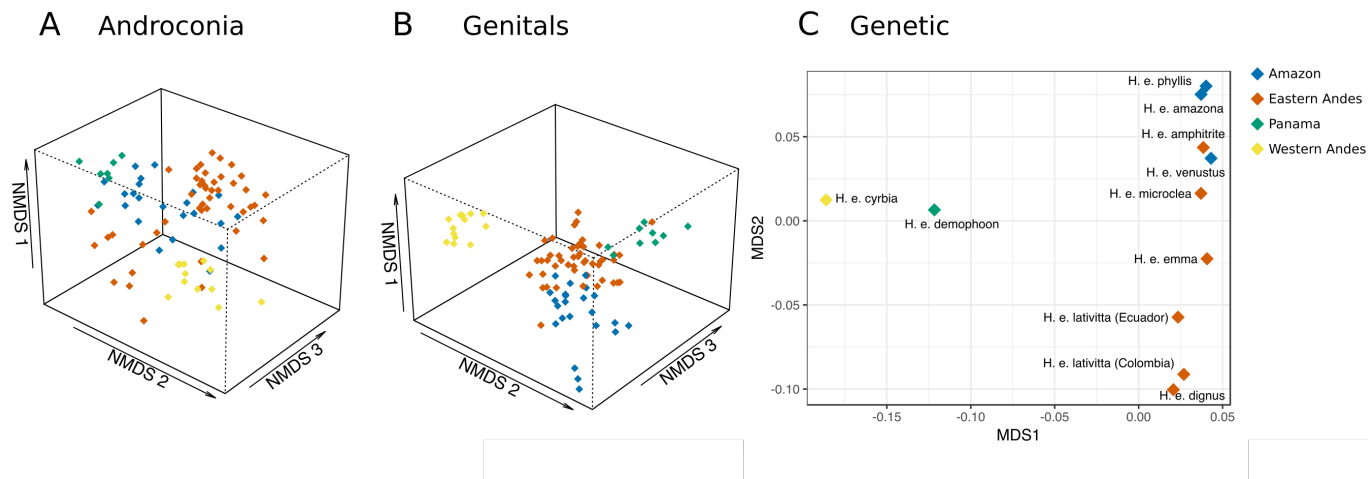 A Androconia
B Genitals
C Genetic
NMDS 1
NMDS 2
NMDS 3
NMDS 1
NMDS 2
NMDS 3
MDS2
0.05
0.00
-0.05
-0.10
H. e. phyllis
H. e. amazona
H. e. amphitrite
H. e. venustus
H. e. microclea
H. e. cyrbia
H. e. demophoon
H. e. emma
H. e. lativitta (Ecuador)
H. e. lativitta (Colombia)
H. e. dignus
-0.15 -0.10 -0.05 0.00 0.05
MDS1
Amazon
Eastern Andes
Panama
Western Andes